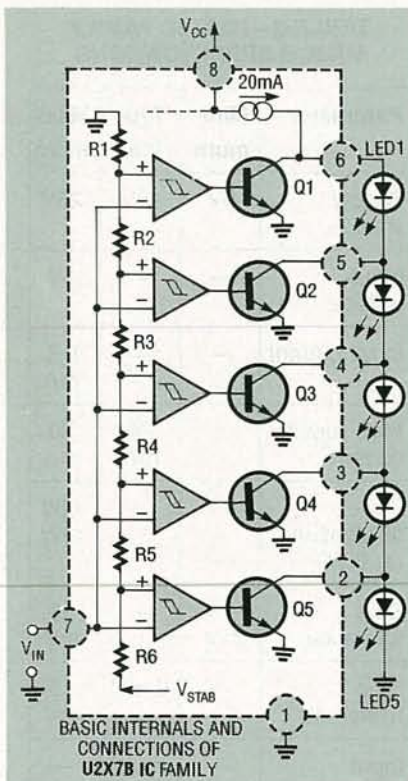 VCC
8
20mA
R1
6
LED1
+
−
Q1
R2
5
+
−
Q2
R3
4
+
−
Q3
R4
3
+
−
Q4
R5
2
+
−
Q5
7
R6
VIN
VSTAB
LED5
1
BASIC INTERNALS AND
CONNECTIONS OF
U2X7B IC FAMILY